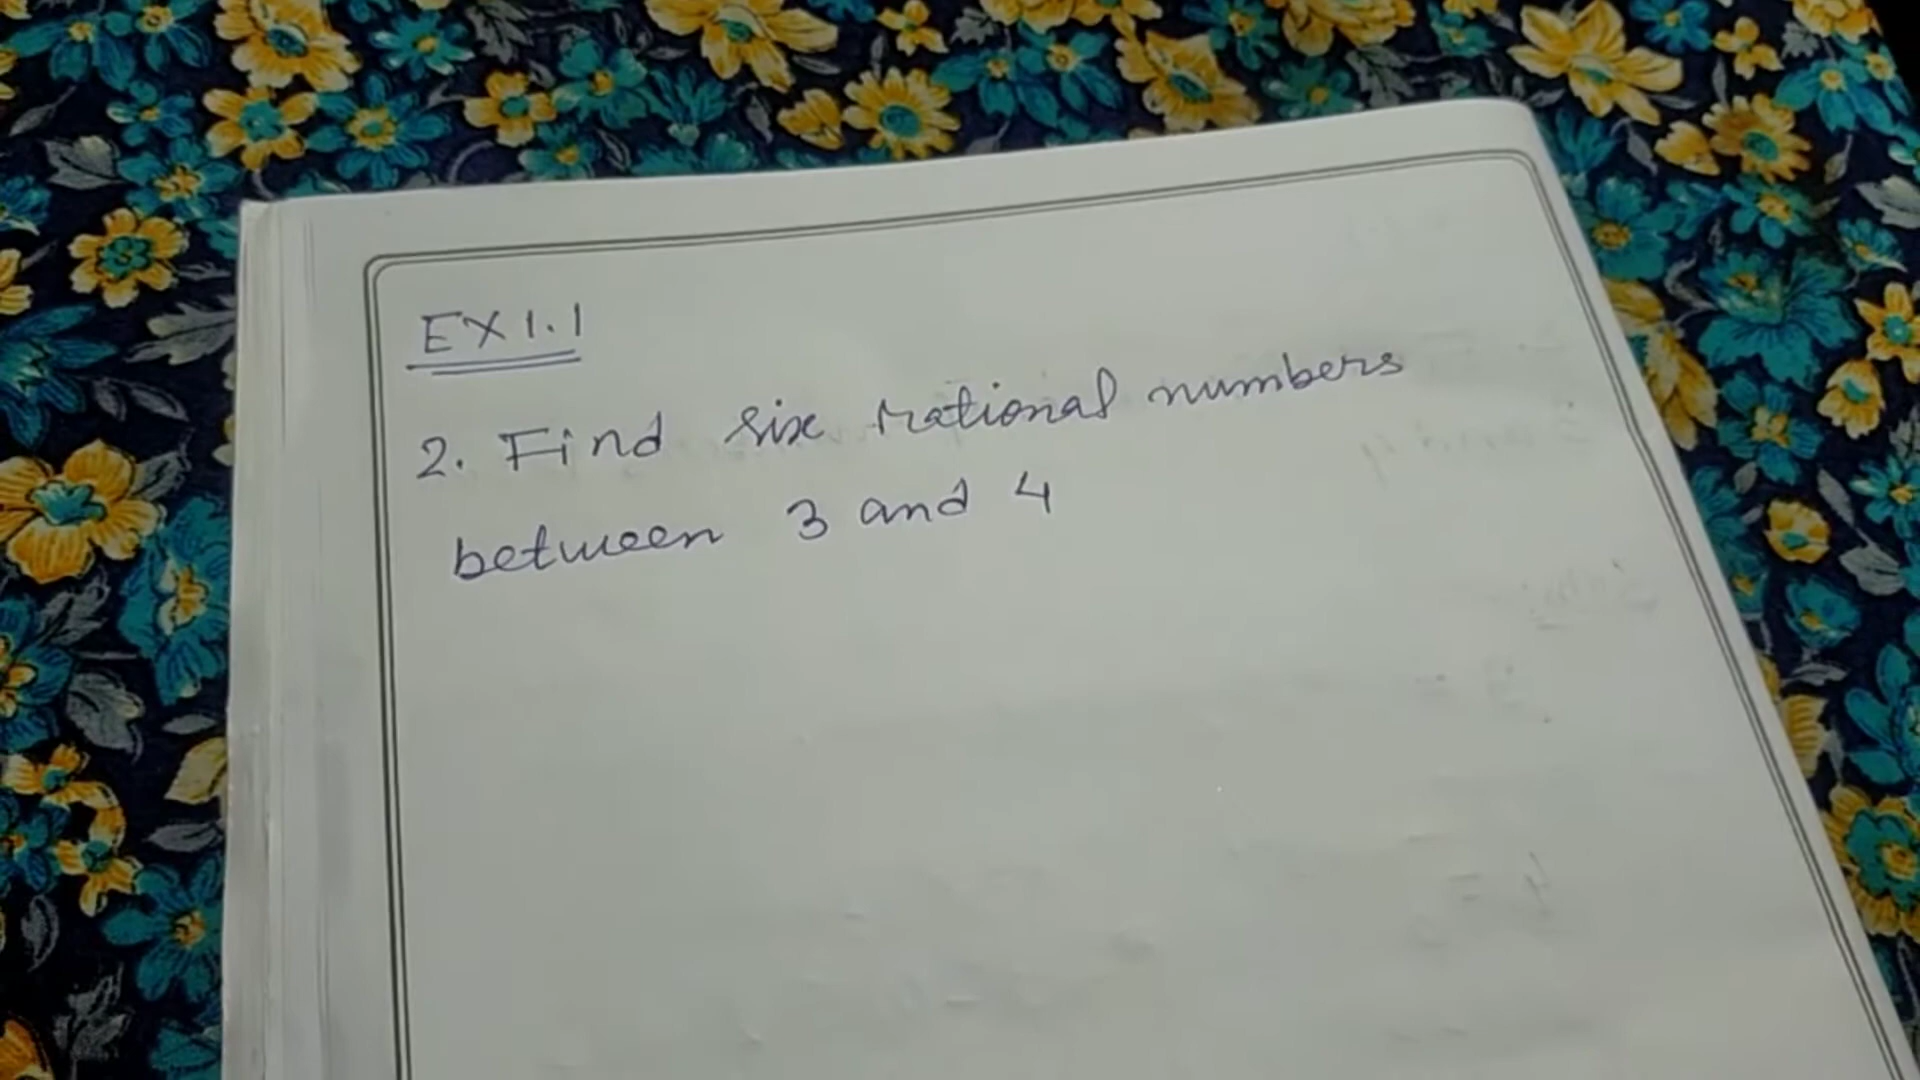 EX 1.1
2. Find six rational numbers
between 3 and 4